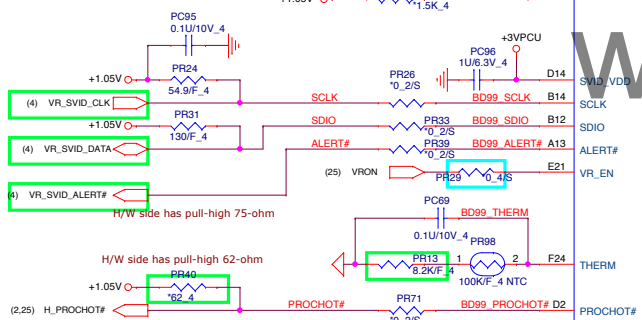 +1.05V
*1.5K_4
PC95
0.1U/10V_4
+3VPCU
PC96
1U/6.3V_4
+1.05V
PR24
54.9/F_4
PR26
*0_2/S
D14
SVID_VDD
(4) VR_SVID_CLK
SCLK
BD99_SCLK
B14
SCLK
+1.05V
PR31
130/F_4
SDIO
PR33
*0_2/S
BD99_SDIO
B12
SDIO
(4) VR_SVID_DATA
ALERT#
PR39
*0_2/S
BD99_ALERT#
A13
ALERT#
(25) VRON
PR29
0_4/S
E21
VR_EN
(4) VR_SVID_ALERT#
H/W side has pull-high 75-ohm
PC69
0.1U/10V_4
BD99_THERM
PR98
PR13
8.2K/F_4
1
2
100K/F_4 NTC
F24
THERM
H/W side has pull-high 62-ohm
+1.05V
PR40
*62_4
(2,25) H_PROCHOT#
PROCHOT#
PR71
BD99_PROCHOT#
D2
PROCHOT#
W